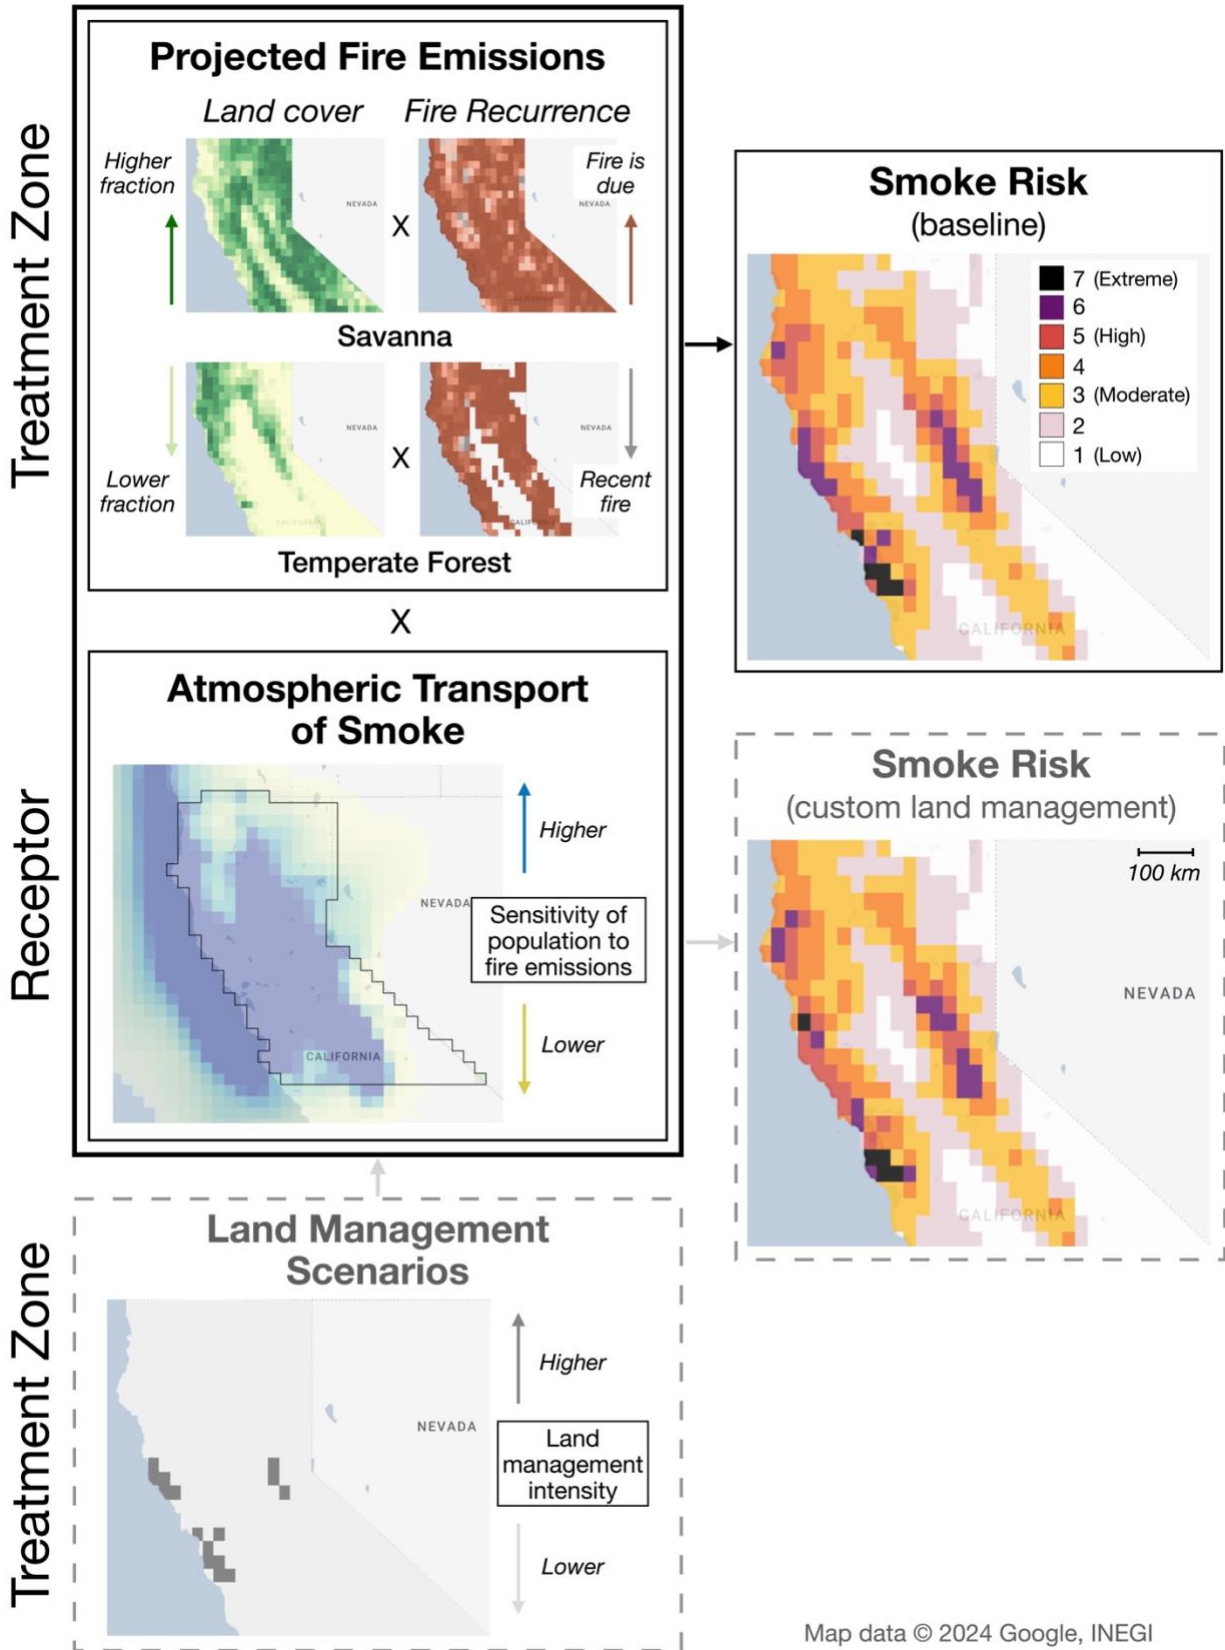 Treatment Zone
Projected Fire Emissions
Land cover
Fire Recurrence
Higher
fraction
NEVADA
X
Fire is
due
NEVADA
CALIFORNIA
Savanna
Lower
fraction
NEVADA
CALIFORNIA
X
NEVADA
Recent
fire
CALIFORNIA
Temperate Forest
X
Receptor
Atmospheric Transport
of Smoke
Higher
NEVADA
Sensitivity of
population to
fire emissions
CALIFORNIA
Lower
Treatment Zone
Land Management
Scenarios
Higher
NEVADA
Land
management
intensity
Lower
Smoke Risk
(baseline)
7 (Extreme)
6
5 (High)
4
3 (Moderate)
2
1 (Low)
CALIFORNIA
Smoke Risk
(custom land management)
100 km
NEVADA
CALIFORNIA
Map data © 2024 Google, INEGI